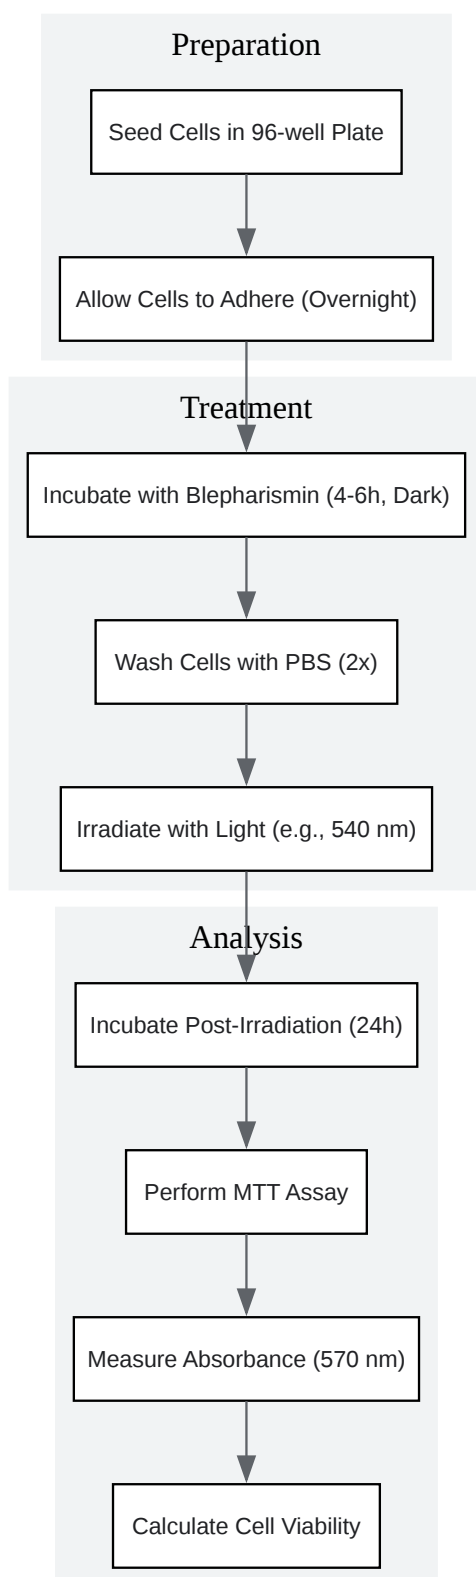 Preparation
Seed Cells in 96-well Plate
Allow Cells to Adhere (Overnight)
Treatment
Incubate with Blepharismin (4-6h, Dark)
Wash Cells with PBS (2x)
Irradiate with Light (e.g., 540 nm)
Analysis
Incubate Post-Irradiation (24h)
Perform MTT Assay
Measure Absorbance (570 nm)
Calculate Cell Viability